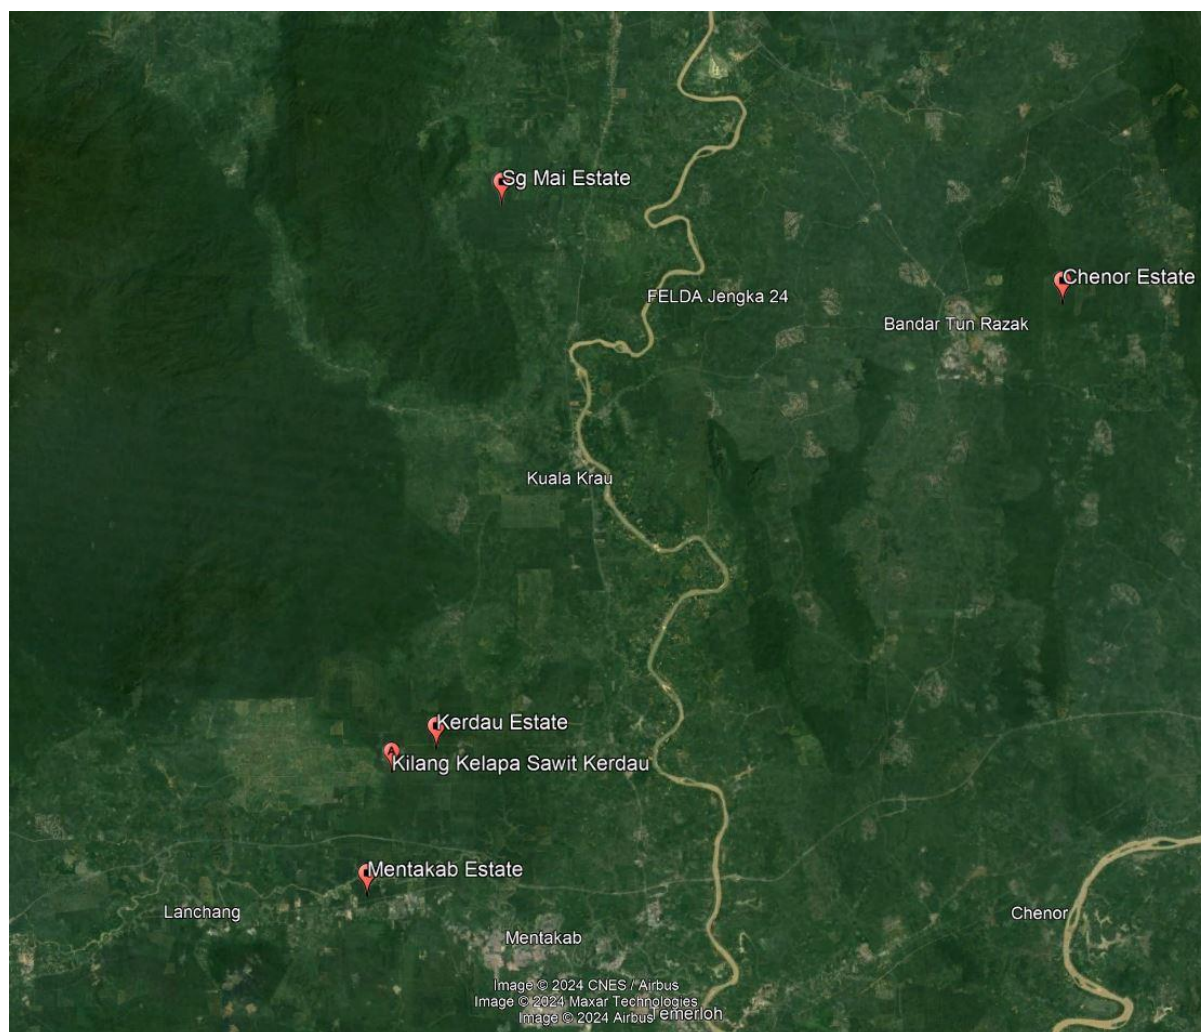 Sg Mai Estate
Chenor Estate
FELDA Jengka 24
Bandar Tun Razak
Kuala Krau
Kerdau Estate
A
Kilang Kelapa Sawit Kerdau
Mentakab Estate
Lanchang
Chenor
Mentakab
Image © 2024 CNES / Airbus
Image © 2024 Maxar Technologies
Image © 2024 Airbus
Temerloh